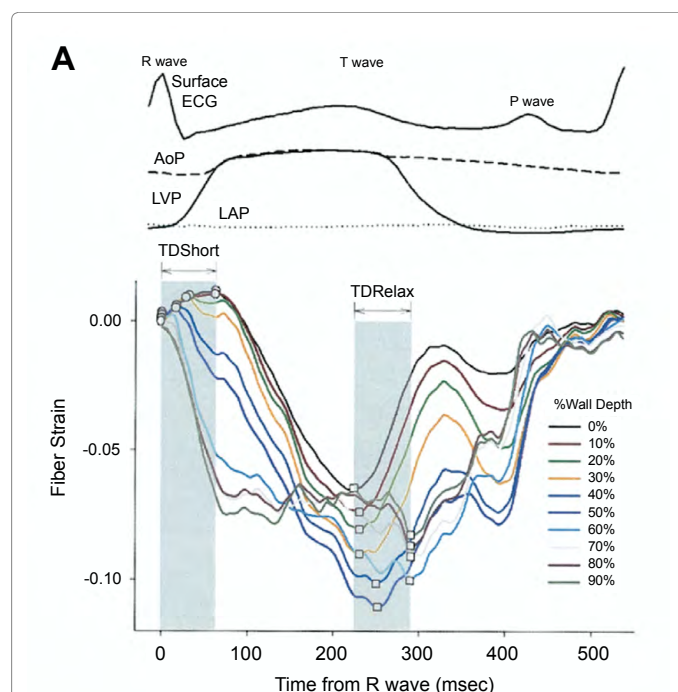 A
R wave
Surface
ECG
T wave
P wave
AoP
LVP
LAP
TDShort
TDRelax
0.00
-0.05
-0.10
Fiber Strain
%Wall Depth
0%
10%
20%
30%
40%
50%
60%
70%
80%
90%
0
100
200
300
400
500
Time from R wave (msec)